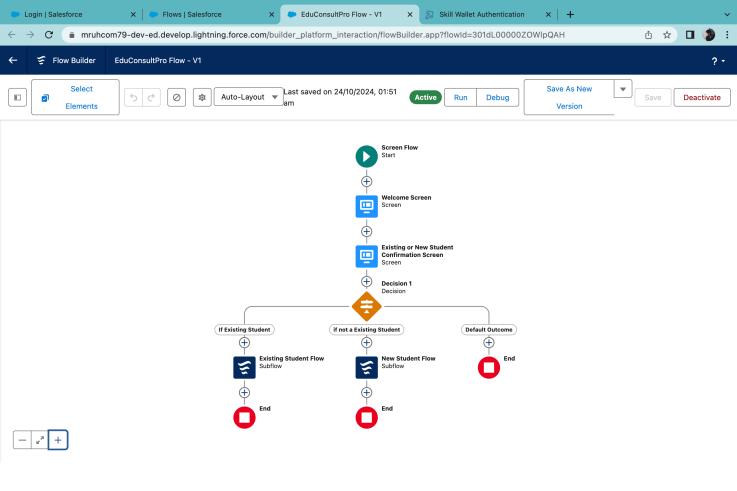 Login | Salesforce
Flows | Salesforce
EduConsultPro Flow - V1
Skill Wallet Authentication
mruhcom79-dev-ed.develop.lightning.force.com/builder_platform_interaction/flowBuilder.app?flowId=301dL00000ZOWlpQAH
Flow Builder
EduConsultPro Flow - V1
?
Select
Elements
Auto-Layout
Last saved on 24/10/2024, 01:51
am
Active
Run
Debug
Save As New
Version
Save
Deactivate
Screen Flow
Start
Welcome Screen
Screen
Existing or New Student
Confirmation Screen
Screen
Decision 1
Decision
If Existing Student
if not a Existing Student
Default Outcome
Existing Student Flow
Subflow
New Student Flow
Subflow
End
End
End